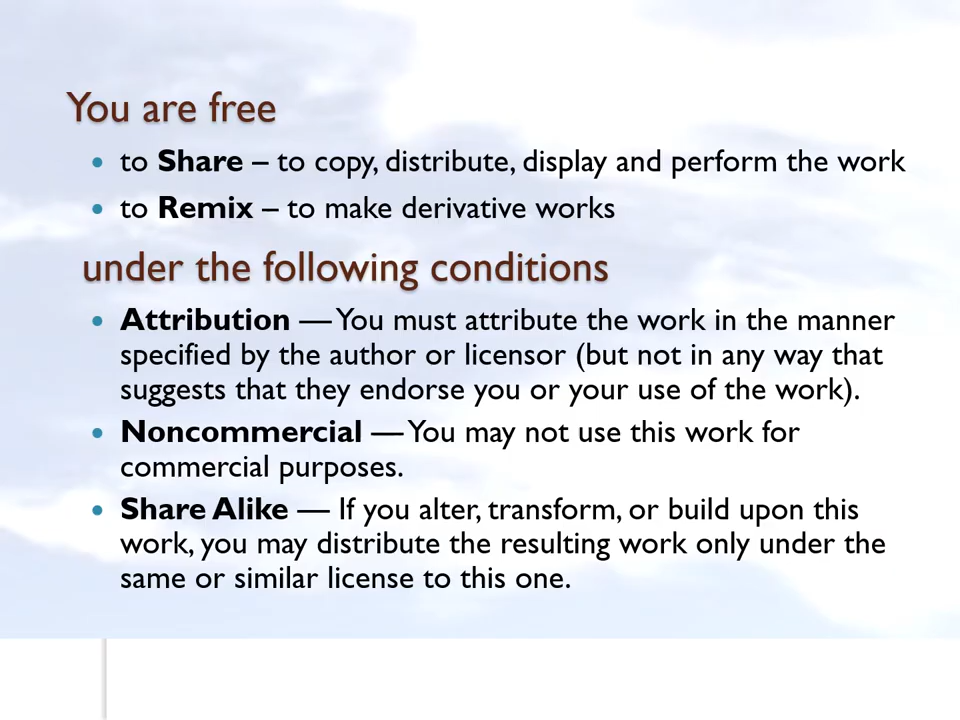 You are free
• to Share – to copy, distribute, display and perform the work
• to Remix – to make derivative works
under the following conditions
• Attribution — You must attribute the work in the manner
specified by the author or licensor (but not in any way that
suggests that they endorse you or your use of the work).
• Noncommercial — You may not use this work for
commercial purposes.
• Share Alike — If you alter, transform, or build upon this
work, you may distribute the resulting work only under the
same or similar license to this one.